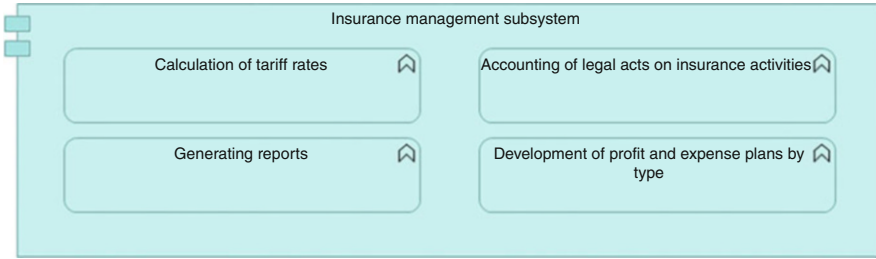 Insurance management subsystem
Calculation of tariff rates
Accounting of legal acts on insurance activities
Generating reports
Development of profit and expense plans by
type